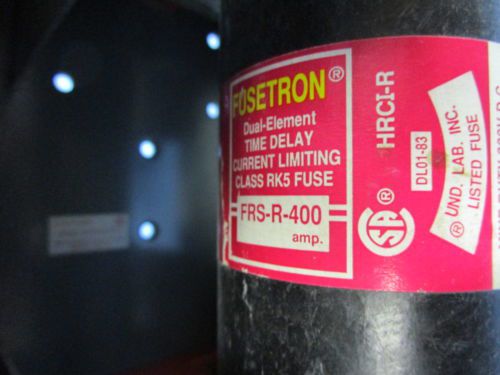 FUSETRON®
Dual-Element
TIME DELAY
CURRENT LIMITING
CLASS RK5 FUSE
FRS-R-400
amp.
HRCI-R
®
SA
DL01-83
® UND. LAB. INC.
LISTED FUSE